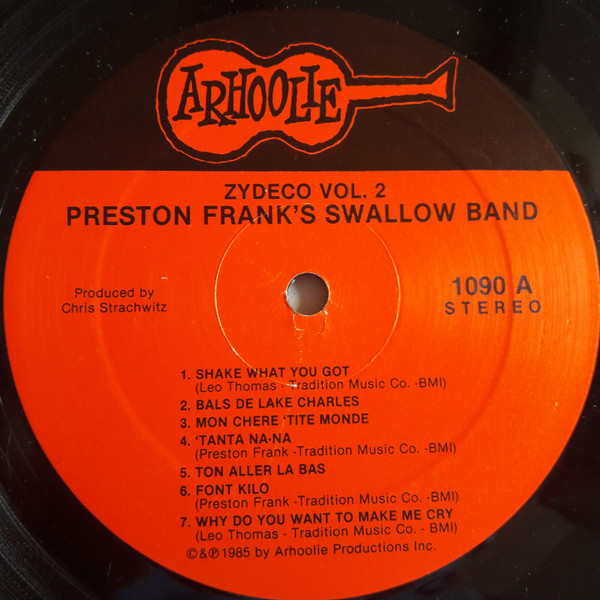 ARHOOLIE
ZYDECO VOL. 2
PRESTON FRANK'S SWALLOW BAND
Produced by
Chris Strachwitz
1090 A
STEREO
1. SHAKE WHAT YOU GOT
(Leo Thomas - Tradition Music Co. -BMI)
2. BALS DE LAKE CHARLES
3. MON CHERE 'TITE MONDE
4. 'TANTA NA-NA
(Preston Frank -Tradition Music Co. - BMI)
5. TON ALLER LA BAS
6. FONT KILO
(Preston Frank -Tradition Music Co. - BMI)
7. WHY DO YOU WANT TO MAKE ME CRY
(Leo Thomas -Tradition Music Co. - BMI)
©&℗1985 by Arhoolie Productions Inc.